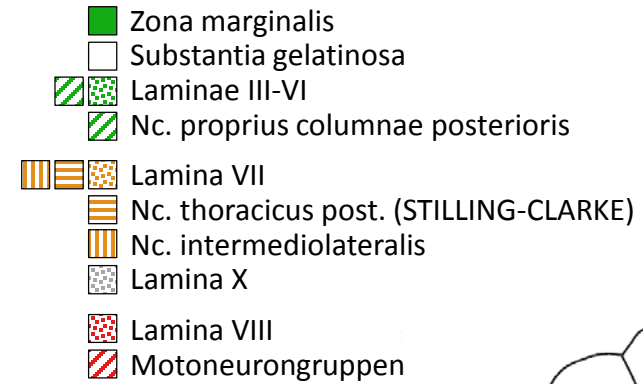 Zona marginalis
Substantia gelatinosa
Laminae III-VI
Nc. proprius columnae posterioris
Lamina VII
Nc. thoracicus post. (STILLING-CLARKE)
Nc. intermediolateralis
Lamina X
Lamina VIII
Motoneurongruppen